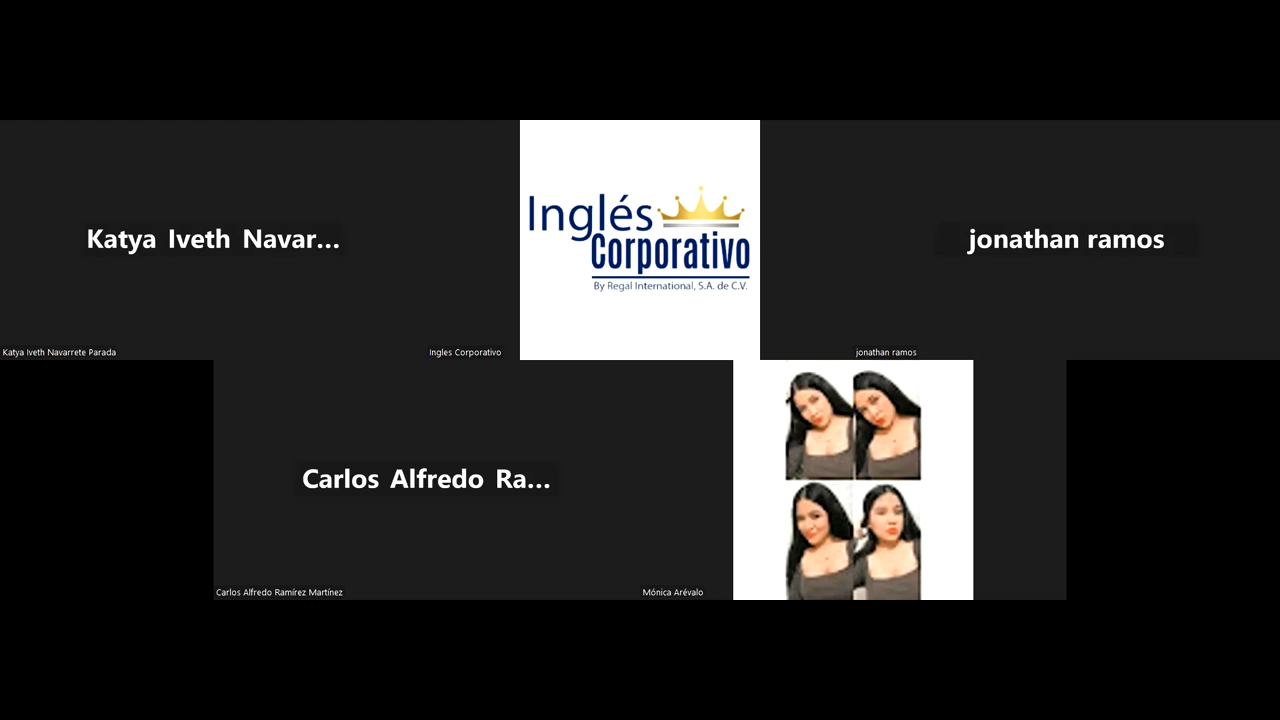 Katya Iveth Navar...
Katya Iveth Navarrete Parada
Inglés
Corporativo
By Regal International, S.A. de C.V.
Ingles Corporativo
jonathan ramos
jonathan ramos
Carlos Alfredo Ra...
Carlos Alfredo Ramírez Martínez
Mónica Arévalo